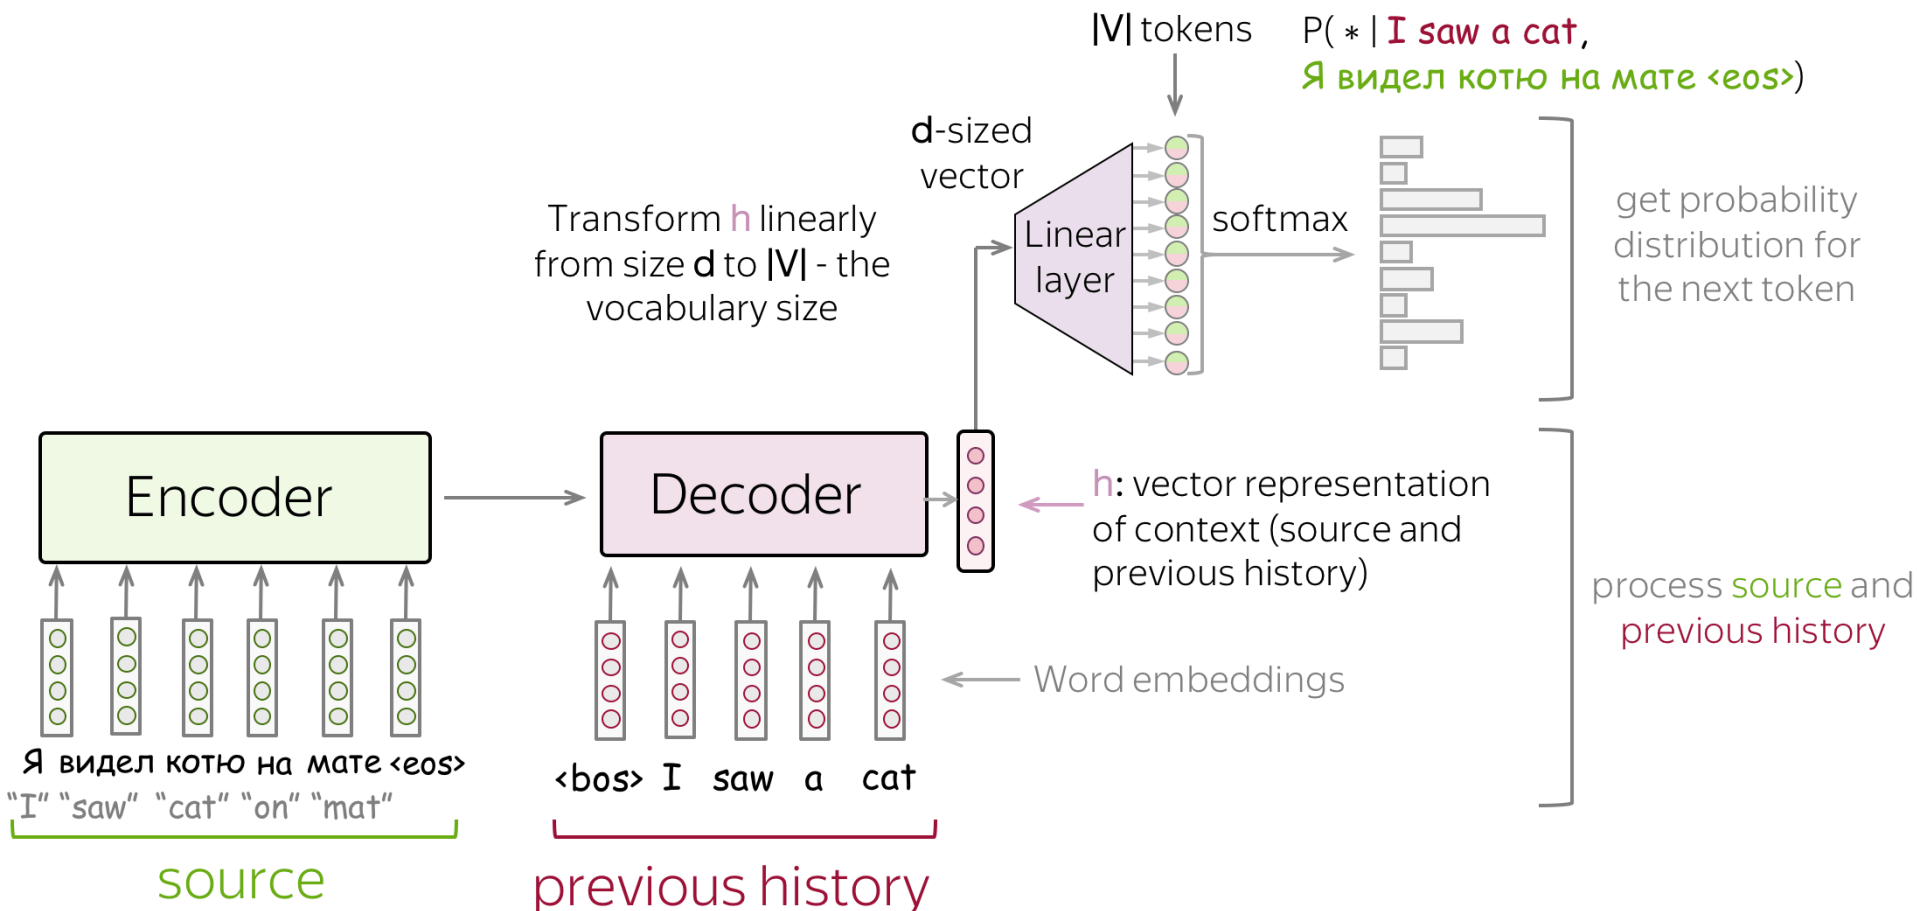 |V| tokens
P( * | I saw a cat,
Я видел котю на мате <eos>)
d-sized
vector
Transform h linearly
from size d to |V| - the
vocabulary size
Linear
layer
softmax
get probability
distribution for
the next token
Encoder
Decoder
h: vector representation
of context (source and
previous history)
process source and
previous history
Word embeddings
Я видел котю на мате <eos>
"I" "saw" "cat" "on" "mat"
<bos> I saw a cat
source
previous history